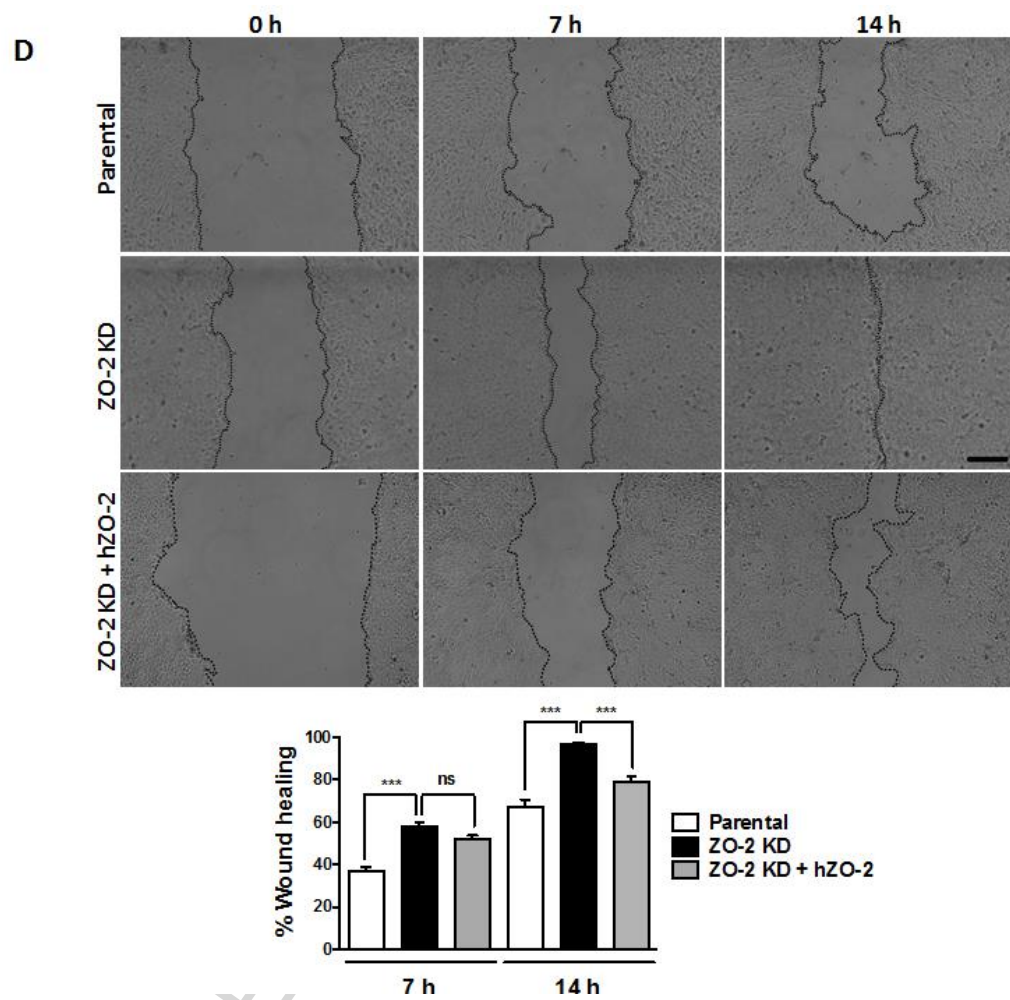 D
0 h 7 h 14 h
Parental
ZO-2 KD
ZO-2 KD + hZO-2
% Wound healing
100
80
60
40
20
0
*** ns *** ***
7 h 14 h
Parental
ZO-2 KD
ZO-2 KD + hZO-2